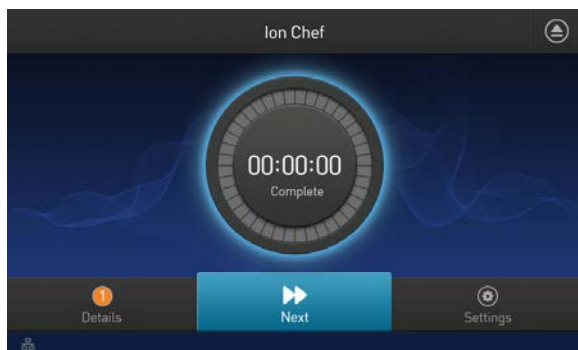 Ion Chef
00:00:00
Complete
1
Details
Next
Settings